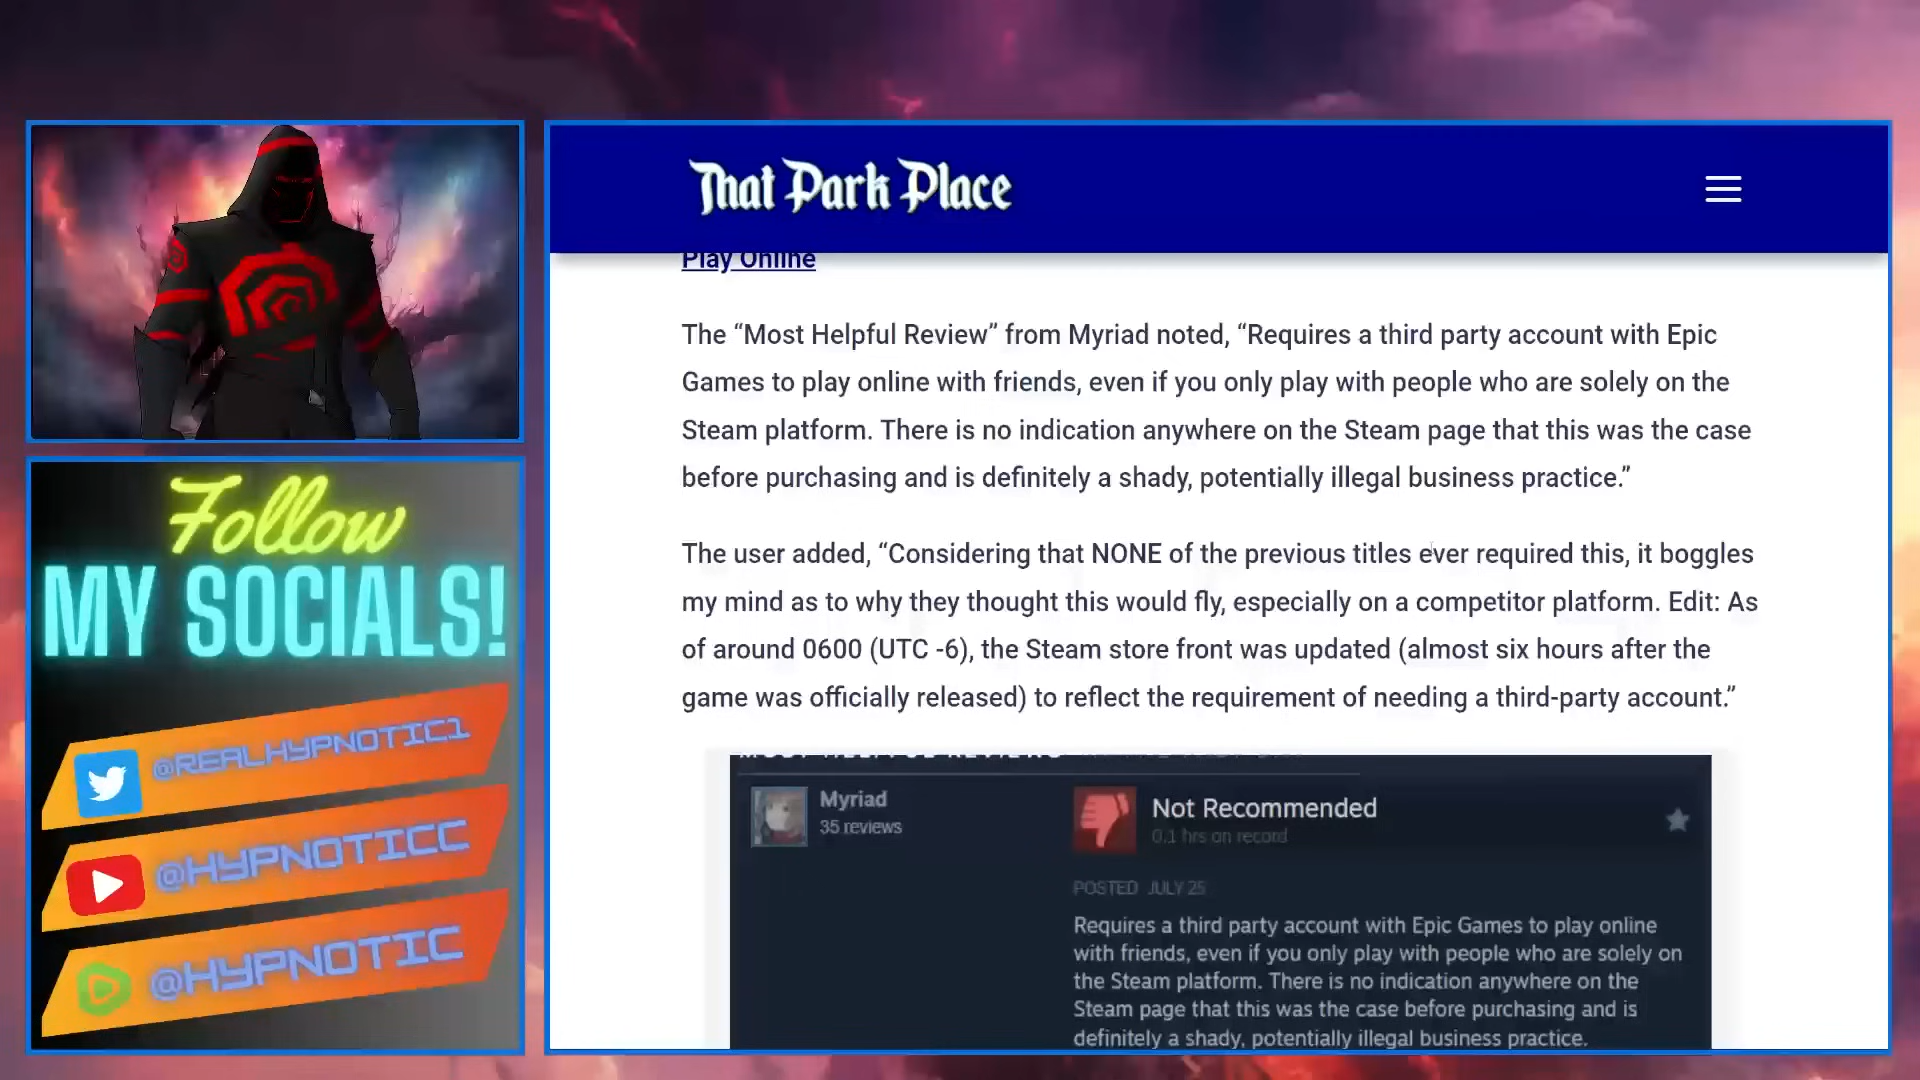 That Park Place
Play Online
The “Most Helpful Review” from Myriad noted, “Requires a third party account with Epic
Games to play online with friends, even if you only play with people who are solely on the
Steam platform. There is no indication anywhere on the Steam page that this was the case
before purchasing and is definitely a shady, potentially illegal business practice.”
The user added, “Considering that NONE of the previous titles ever required this, it boggles
my mind as to why they thought this would fly, especially on a competitor platform. Edit: As
of around 0600 (UTC -6), the Steam store front was updated (almost six hours after the
game was officially released) to reflect the requirement of needing a third-party account.”
Myriad
35 reviews
Not Recommended
0.1 hrs on record
POSTED JULY 25
Requires a third party account with Epic Games to play online
with friends, even if you only play with people who are solely on
the Steam platform. There is no indication anywhere on the
Steam page that this was the case before purchasing and is
definitely a shady, potentially illegal business practice.
Follow
MY SOCIALS!
@REALHYPNOTIC1
@HYPNOTICC
@HYPNOTIC